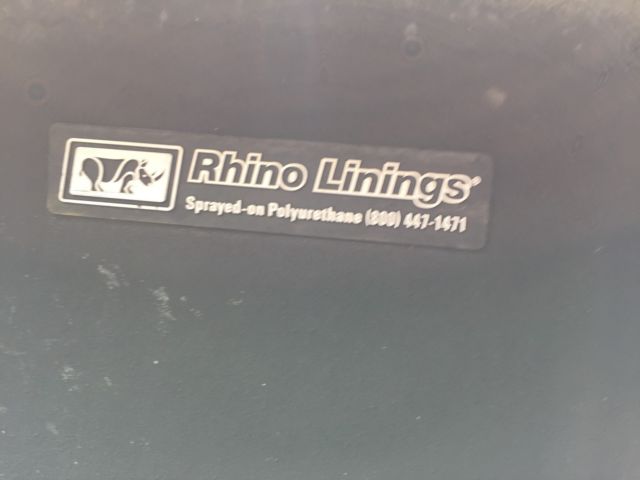 Rhino Linings®
Sprayed-on Polyurethane (800) 447-1471